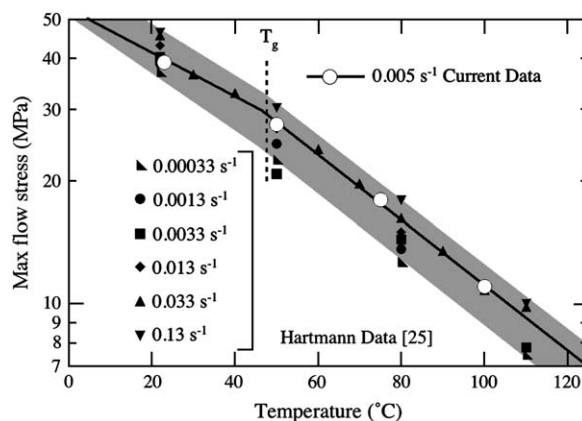 50
40
30
20
10
9
8
7
Max flow stress (MPa)
Tg
0.005 s⁻¹ Current Data
0.00033 s⁻¹
0.0013 s⁻¹
0.0033 s⁻¹
0.013 s⁻¹
0.033 s⁻¹
0.13 s⁻¹
Hartmann Data [25]
0 20 40 60 80 100 120
Temperature (˚C)